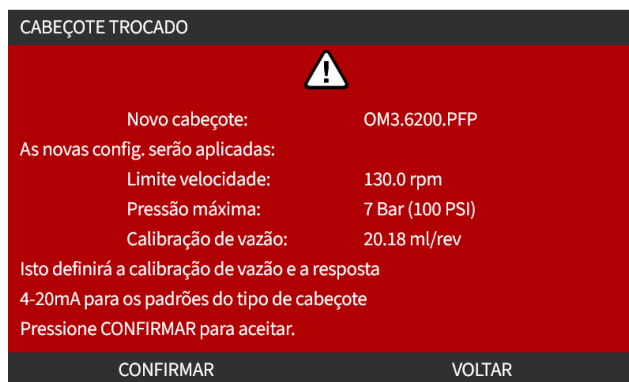 CABEÇOTE TROCADO
Novo cabeçote: OM3.6200.PFP
As novas config. serão aplicadas:
Limite velocidade: 130.0 rpm
Pressão máxima: 7 Bar (100 PSI)
Calibração de vazão: 20.18 ml/rev
Isto definirá a calibração de vazão e a resposta
4-20mA para os padrões do tipo de cabeçote
Pressione CONFIRMAR para aceitar.
CONFIRMAR VOLTAR